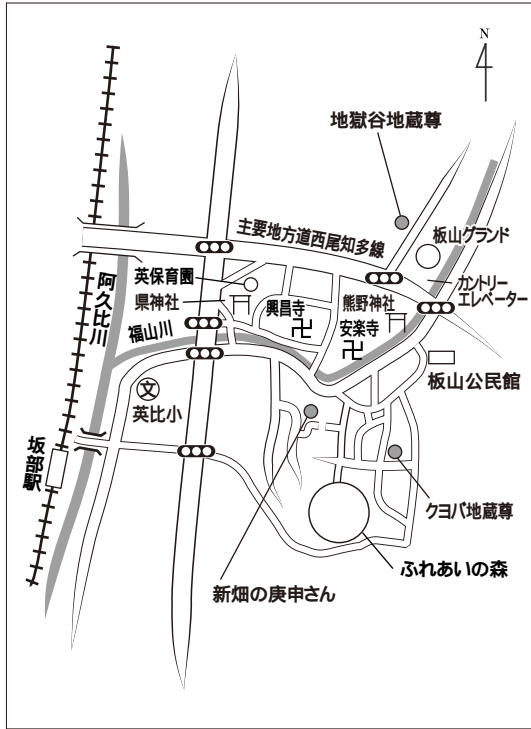 N
地獄谷地蔵尊
主要地方道西尾知多線
板山グランド
カントリー
エレベーター
英保育園
県神社
興昌寺
熊野神社
安楽寺
阿久比川
福山川
板山公民館
文
英比小
坂部駅
クヨバ地蔵尊
ふれあいの森
新畑の庚申さん